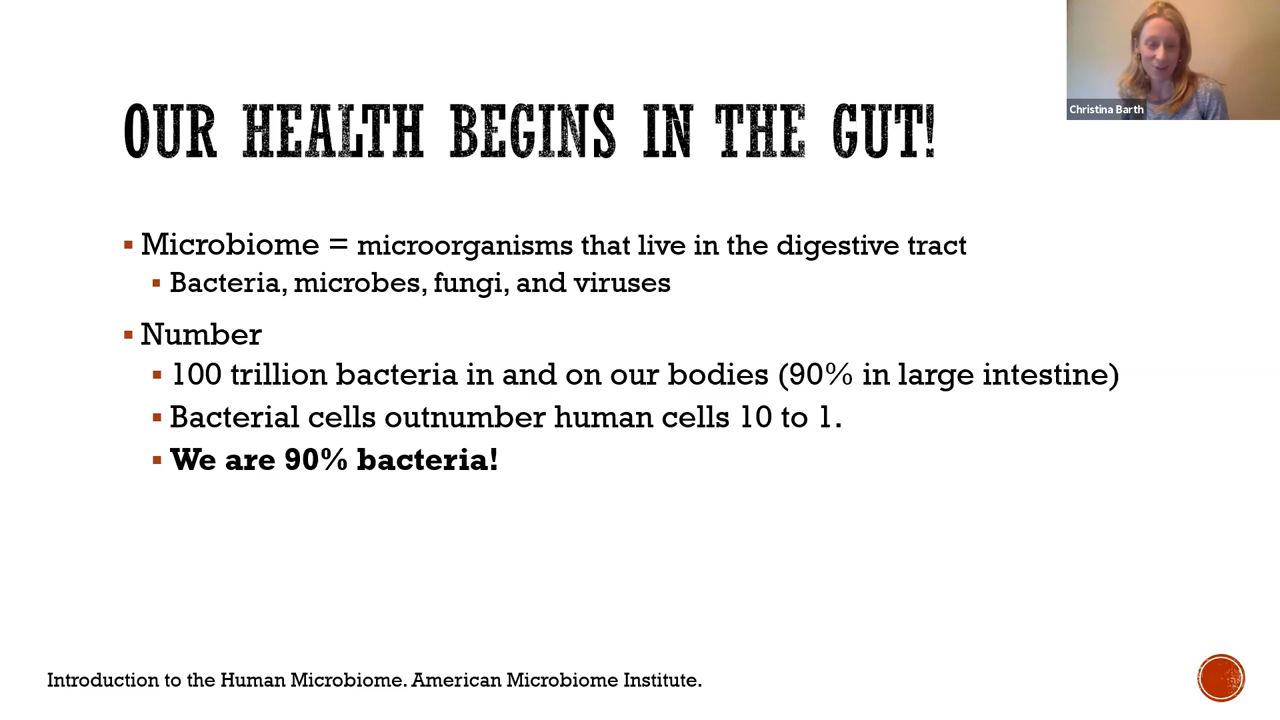 OUR HEALTH BEGINS IN THE GUT!
Christina Barth
Microbiome = microorganisms that live in the digestive tract
Bacteria, microbes, fungi, and viruses
Number
100 trillion bacteria in and on our bodies (90% in large intestine)
Bacterial cells outnumber human cells 10 to 1.
We are 90% bacteria!
Introduction to the Human Microbiome. American Microbiome Institute.